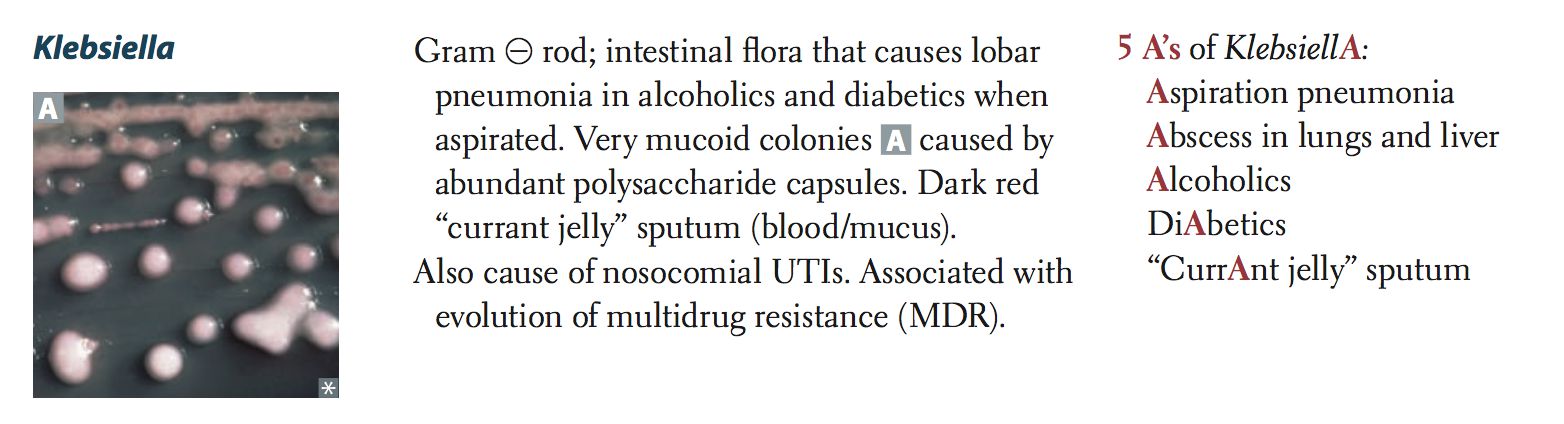 Klebsiella
A
*
Gram ⊖ rod; intestinal flora that causes lobar
pneumonia in alcoholics and diabetics when
aspirated. Very mucoid colonies A caused by
abundant polysaccharide capsules. Dark red
“currant jelly” sputum (blood/mucus).
Also cause of nosocomial UTIs. Associated with
evolution of multidrug resistance (MDR).
5 A’s of KlebsiellA:
Aspiration pneumonia
Abscess in lungs and liver
Alcoholics
DiAbetics
“CurrAnt jelly” sputum